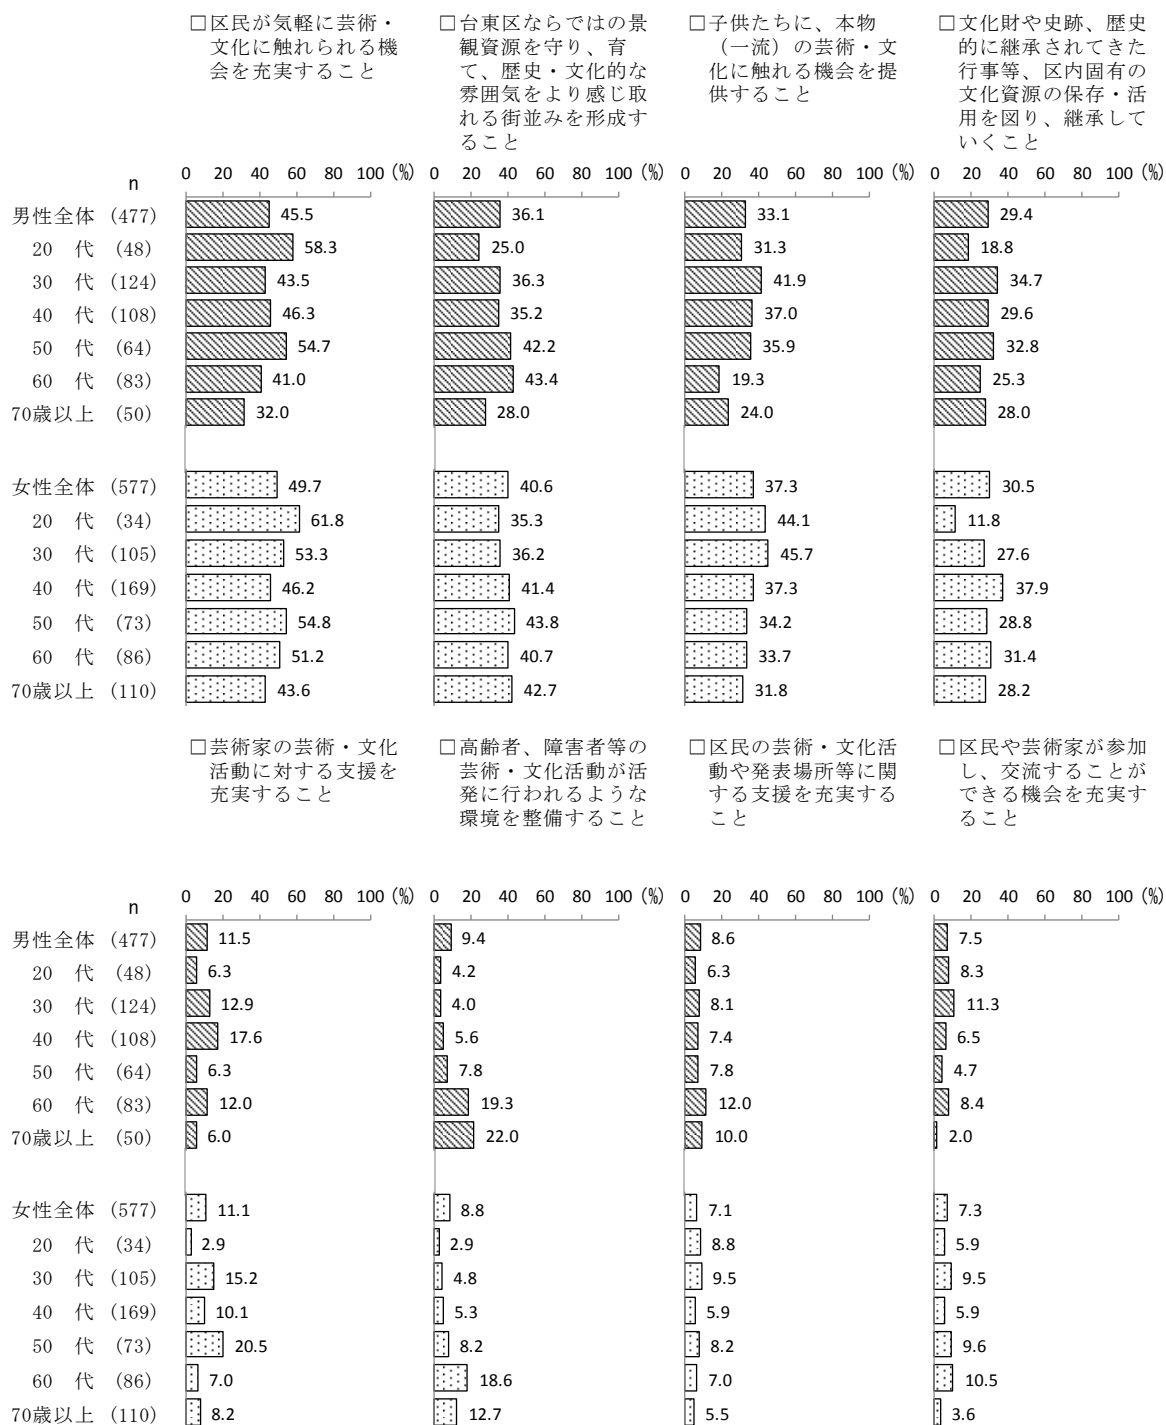 □区民が気軽に芸術・
文化に触れられる機
会を充実すること
□台東区ならではの景
観資源を守り、育
て、歴史・文化的な
雰囲気をより感じ取
れる街並みを形成す
ること
□子供たちに、本物
（一流）の芸術・文
化に触れる機会を提
供すること
□文化財や史跡、歴史
的に継承されてきた
行事等、区内固有の
文化資源の保存・活
用を図り、継承して
いくこと
n 0 20 40 60 80 100 (%) 0 20 40 60 80 100 (%) 0 20 40 60 80 100 (%) 0 20 40 60 80 100 (%)
男性全体 (477) 45.5 36.1 33.1 29.4
20 代 (48) 58.3 25.0 31.3 18.8
30 代 (124) 43.5 36.3 41.9 34.7
40 代 (108) 46.3 35.2 37.0 29.6
50 代 (64) 54.7 42.2 35.9 32.8
60 代 (83) 41.0 43.4 19.3 25.3
70歳以上 (50) 32.0 28.0 24.0 28.0
女性全体 (577) 49.7 40.6 37.3 30.5
20 代 (34) 61.8 35.3 44.1 11.8
30 代 (105) 53.3 36.2 45.7 27.6
40 代 (169) 46.2 41.4 37.3 37.9
50 代 (73) 54.8 43.8 34.2 28.8
60 代 (86) 51.2 40.7 33.7 31.4
70歳以上 (110) 43.6 42.7 31.8 28.2
□芸術家の芸術・文化
活動に対する支援を
充実すること
□高齢者、障害者等の
芸術・文化活動が活
発に行われるような
環境を整備すること
□区民の芸術・文化活
動や発表場所等に関
する支援を充実する
こと
□区民や芸術家が参加
し、交流することが
できる機会を充実す
ること
n 0 20 40 60 80 100 (%) 0 20 40 60 80 100 (%) 0 20 40 60 80 100 (%) 0 20 40 60 80 100 (%)
男性全体 (477) 11.5 9.4 8.6 7.5
20 代 (48) 6.3 4.2 6.3 8.3
30 代 (124) 12.9 4.0 8.1 11.3
40 代 (108) 17.6 5.6 7.4 6.5
50 代 (64) 6.3 7.8 7.8 4.7
60 代 (83) 12.0 19.3 12.0 8.4
70歳以上 (50) 6.0 22.0 10.0 2.0
女性全体 (577) 11.1 8.8 7.1 7.3
20 代 (34) 2.9 2.9 8.8 5.9
30 代 (105) 15.2 4.8 9.5 9.5
40 代 (169) 10.1 5.3 5.9 5.9
50 代 (73) 20.5 8.2 8.2 9.6
60 代 (86) 7.0 18.6 7.0 10.5
70歳以上 (110) 8.2 12.7 5.5 3.6